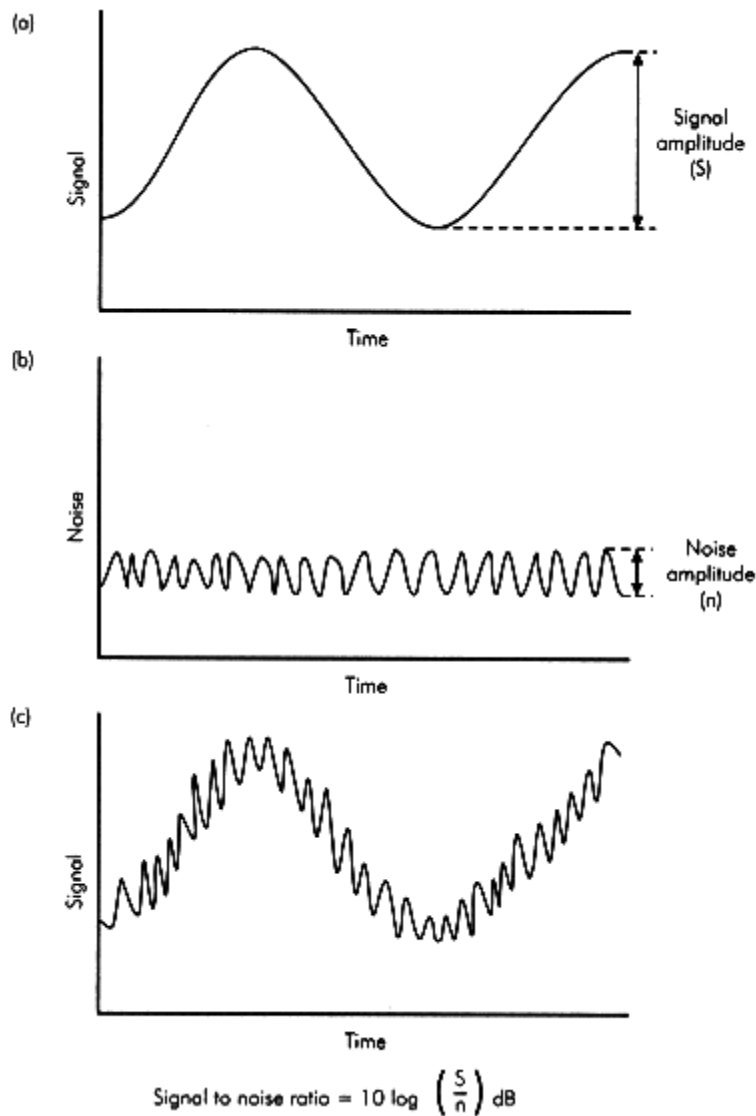 (a)
Signal
Signal
amplitude
(S)
Time
(b)
Noise
Noise
amplitude
(n)
Time
(c)
Signal
Time
Signal to noise ratio = 10 log (S/n) dB